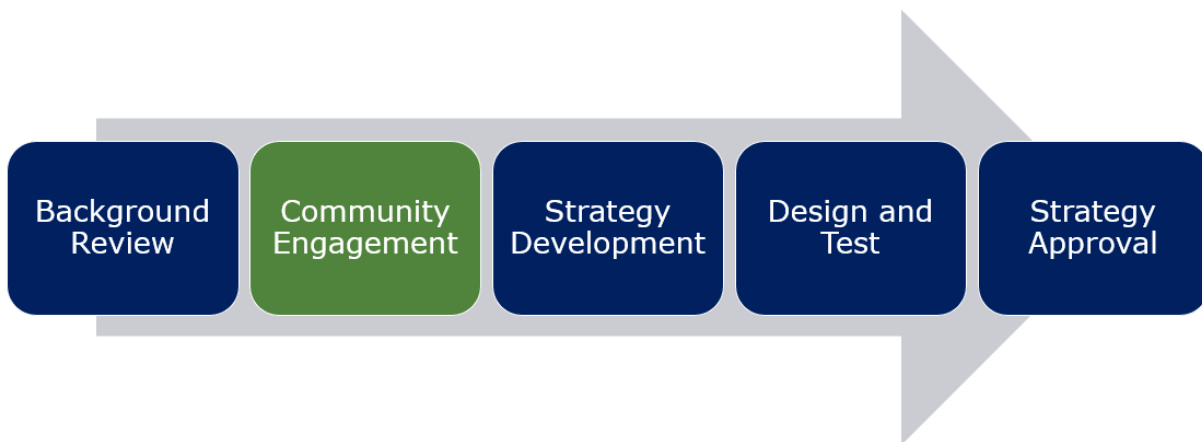 Background
Review
Community
Engagement
Strategy
Development
Design and
Test
Strategy
Approval